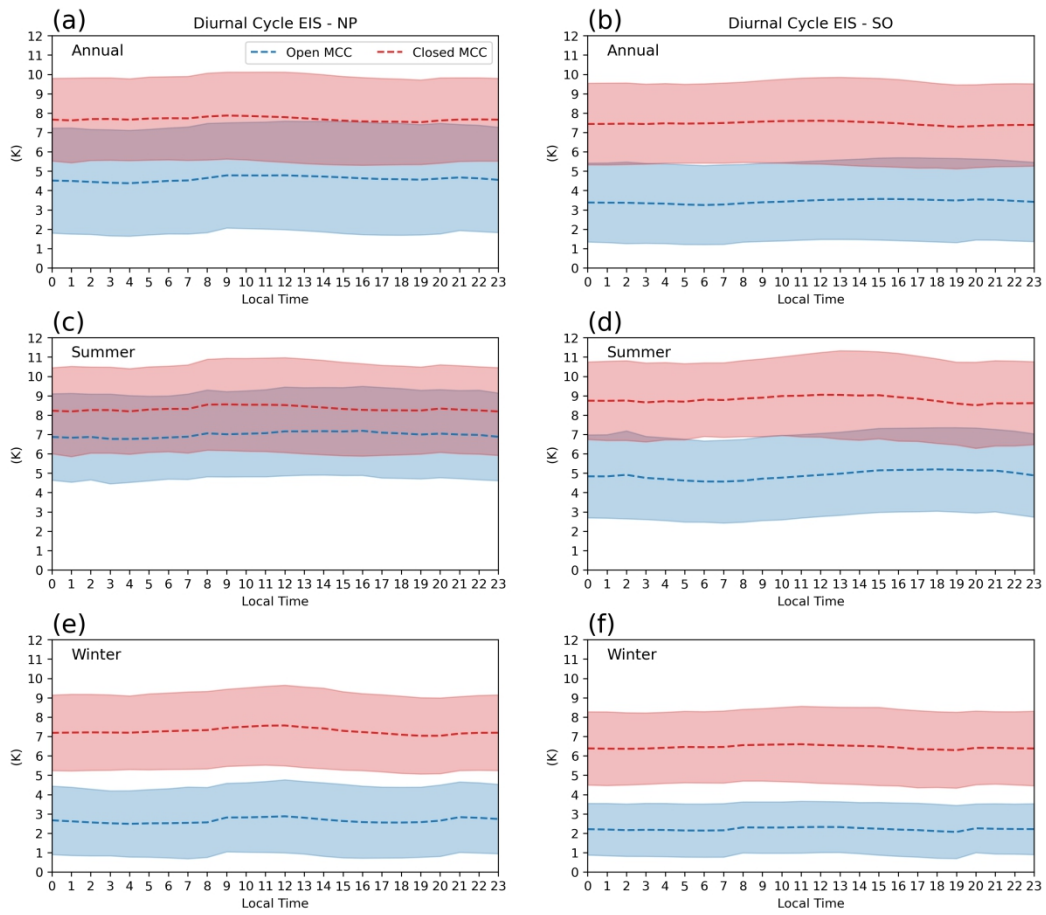 (a)
Diurnal Cycle EIS - NP
Annual
Open MCC
Closed MCC
12
11
10
9
8
7
6
5
4
3
2
1
0
(K)
0 1 2 3 4 5 6 7 8 9 10 11 12 13 14 15 16 17 18 19 20 21 22 23
Local Time
(b)
Diurnal Cycle EIS - SO
Annual
12
11
10
9
8
7
6
5
4
3
2
1
0
(K)
0 1 2 3 4 5 6 7 8 9 10 11 12 13 14 15 16 17 18 19 20 21 22 23
Local Time
(c)
Summer
12
11
10
9
8
7
6
5
4
3
2
1
0
(K)
0 1 2 3 4 5 6 7 8 9 10 11 12 13 14 15 16 17 18 19 20 21 22 23
Local Time
(d)
Summer
12
11
10
9
8
7
6
5
4
3
2
1
0
(K)
0 1 2 3 4 5 6 7 8 9 10 11 12 13 14 15 16 17 18 19 20 21 22 23
Local Time
(e)
Winter
12
11
10
9
8
7
6
5
4
3
2
1
0
(K)
0 1 2 3 4 5 6 7 8 9 10 11 12 13 14 15 16 17 18 19 20 21 22 23
Local Time
(f)
Winter
12
11
10
9
8
7
6
5
4
3
2
1
0
(K)
0 1 2 3 4 5 6 7 8 9 10 11 12 13 14 15 16 17 18 19 20 21 22 23
Local Time